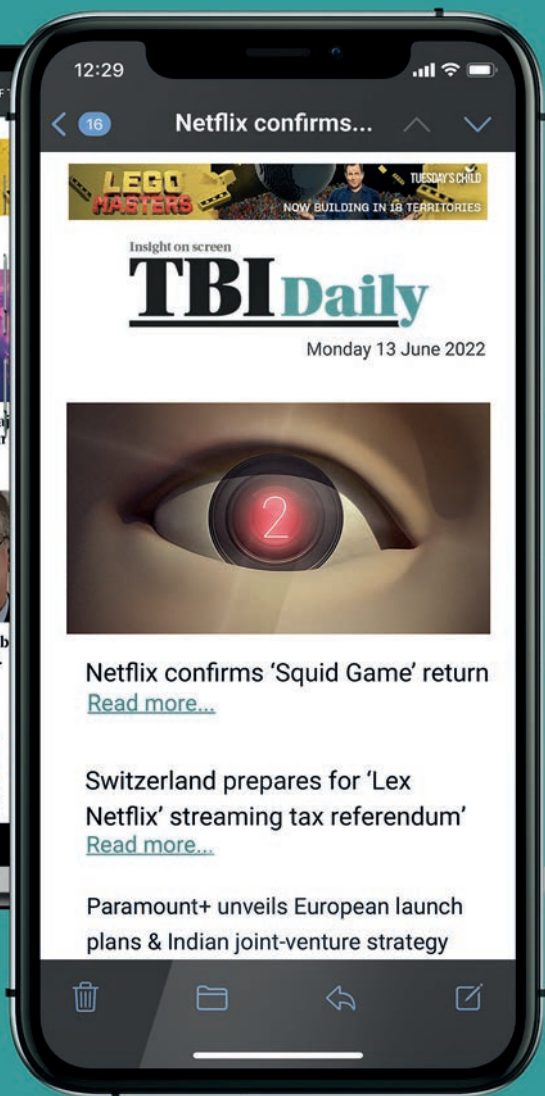 12:29
16
Netflix confirms...
LEGO
MASTERS
TUESDAY'S CHILD
NOW BUILDING IN 18 TERRITORIES
Insight on screen
TBI Daily
Monday 13 June 2022
2
Netflix confirms ‘Squid Game’ return
Read more...
Switzerland prepares for ‘Lex
Netflix’ streaming tax referendum’
Read more...
Paramount+ unveils European launch
plans & Indian joint-venture strategy